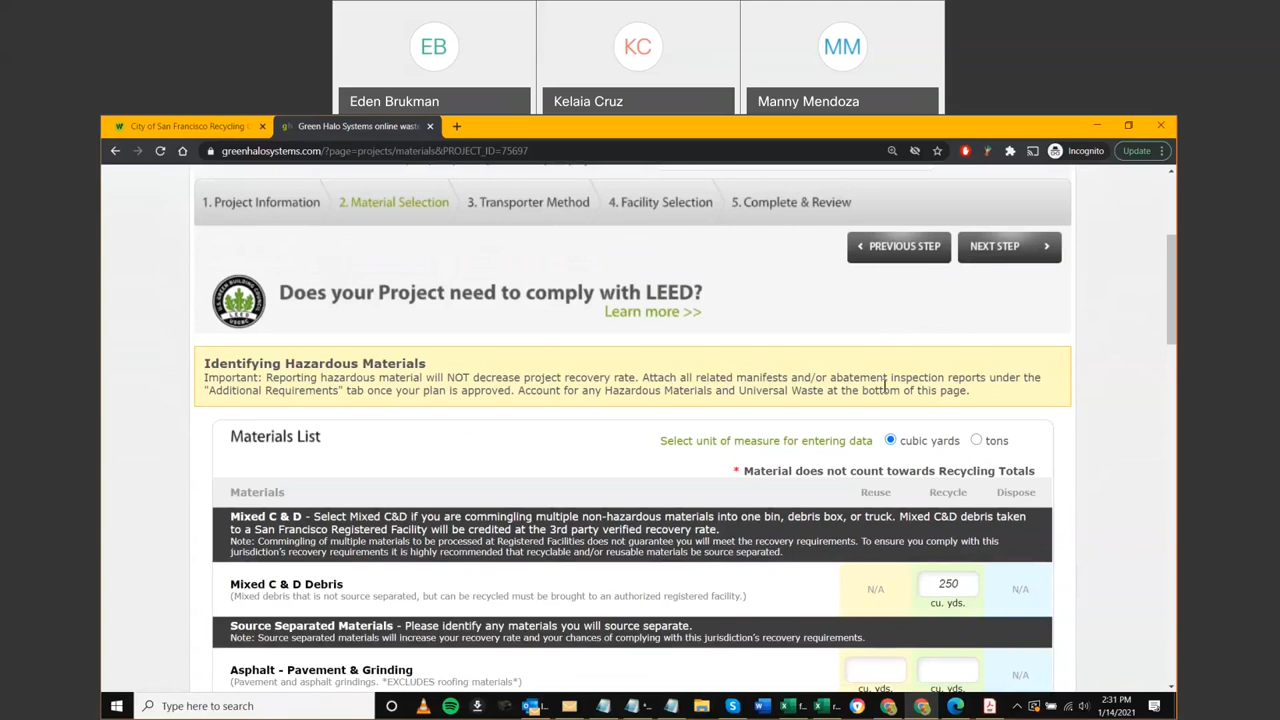 EB
KC
MM
Eden Brukman
Kelaia Cruz
Manny Mendoza
City of San Francisco Recycling
Green Halo Systems online wast
greenhalosystems.com/?page=projects/materials&PROJECT_ID=75697
Incognito
Update
1. Project Information
2. Material Selection
3. Transporter Method
4. Facility Selection
5. Complete & Review
PREVIOUS STEP
NEXT STEP
LEED
USGBC
Does your Project need to comply with LEED?
Learn more >>
Identifying Hazardous Materials
Important: Reporting hazardous material will NOT decrease project recovery rate. Attach all related manifests and/or abatement inspection reports under the
"Additional Requirements" tab once your plan is approved. Account for any Hazardous Materials and Universal Waste at the bottom of this page.
Materials List
Select unit of measure for entering data
cubic yards
tons
* Material does not count towards Recycling Totals
Materials
Reuse
Recycle
Dispose
Mixed C & D - Select Mixed C&D if you are commingling multiple non-hazardous materials into one bin, debris box, or truck. Mixed C&D debris taken
to a San Francisco Registered Facility will be credited at the 3rd party verified recovery rate.
Note: Commingling of multiple materials to be processed at Registered Facilities does not guarantee you will meet the recovery requirements. To ensure you comply with this
jurisdiction's recovery requirements it is highly recommended that recyclable and/or reusable materials be source separated.
Mixed C & D Debris
(Mixed debris that is not source separated, but can be recycled must be brought to an authorized registered facility.)
N/A
250
cu. yds.
N/A
Source Separated Materials - Please identify any materials you will source separate.
Note: Source separated materials will increase your recovery rate and your chances of complying with this jurisdiction's recovery requirements.
Asphalt - Pavement & Grinding
(Pavement and asphalt grindings. *EXCLUDES roofing materials*)
cu. yds.
cu. yds.
N/A
Type here to search
2:31 PM
1/14/2021